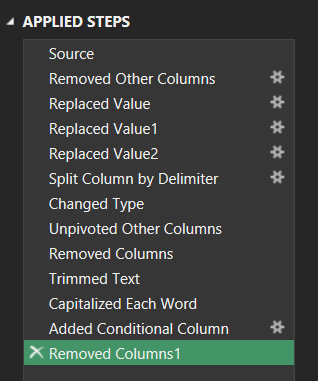 APPLIED STEPS
Source
Removed Other Columns
Replaced Value
Replaced Value1
Replaced Value2
Split Column by Delimiter
Changed Type
Unpivoted Other Columns
Removed Columns
Trimmed Text
Capitalized Each Word
Added Conditional Column
Removed Columns1